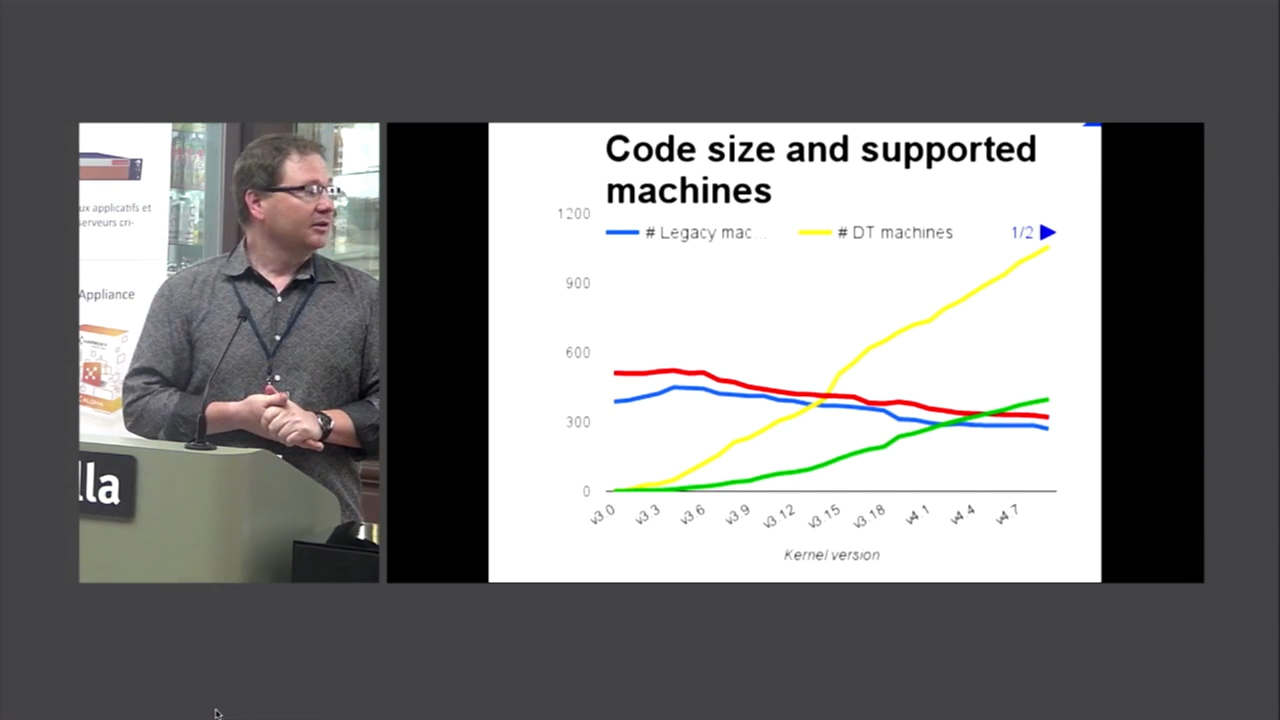 ux applicatifs et
serveurs cri-
Appliance
lla
Code size and supported
machines
# Legacy mac...
# DT machines
1/2
1200
900
600
300
0
v3.0
v3.3
v3.6
v3.9
v3.12
v3.15
v3.18
v4.1
v4.4
v4.7
Kernel version